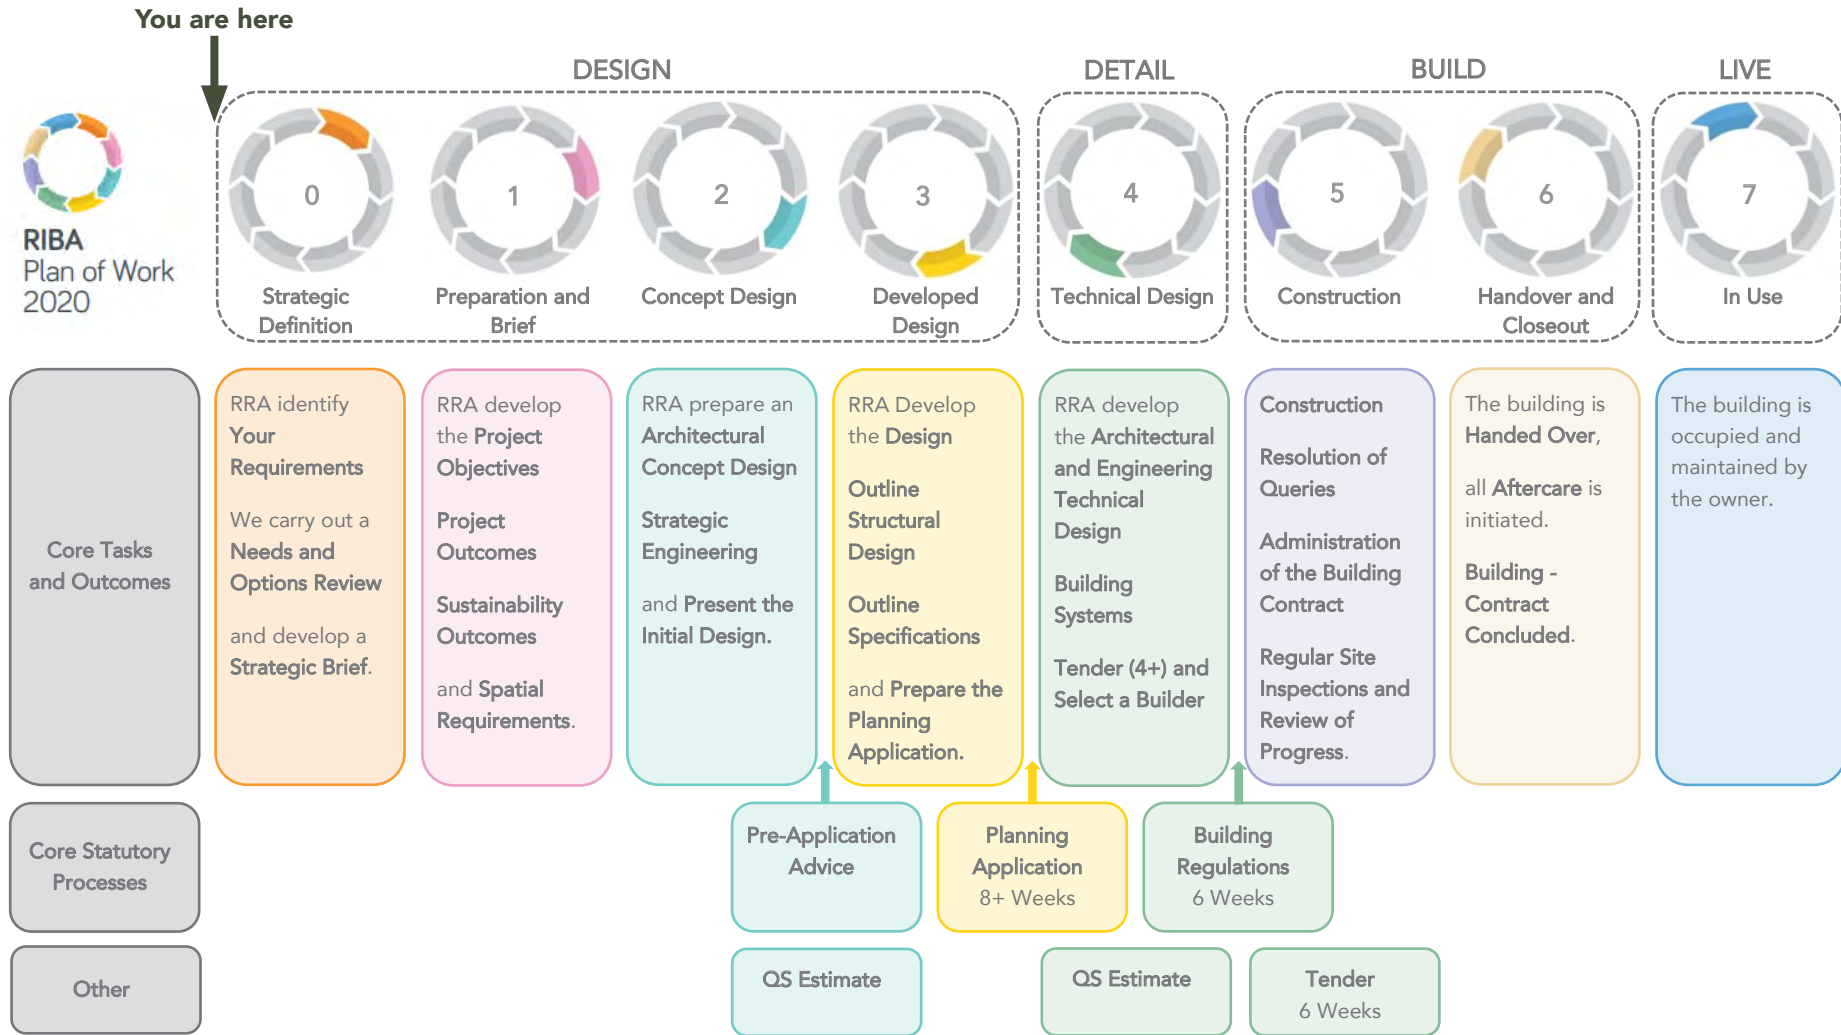 You are here
DESIGN
DETAIL
BUILD
LIVE
RIBA
Plan of Work
2020
0
1
2
3
4
5
6
7
Strategic
Definition
Preparation and
Brief
Concept Design
Developed
Design
Technical Design
Construction
Handover and
Closeout
In Use
Core Tasks
and Outcomes
RRA identify
Your
Requirements
We carry out a
Needs and
Options Review
and develop a
Strategic Brief.
RRA develop
the Project
Objectives
Project
Outcomes
Sustainability
Outcomes
and Spatial
Requirements.
RRA prepare an
Architectural
Concept Design
Strategic
Engineering
and Present the
Initial Design.
RRA Develop
the Design
Outline
Structural
Design
Outline
Specifications
and Prepare the
Planning
Application.
RRA develop
the Architectural
and Engineering
Technical
Design
Building
Systems
Tender (4+) and
Select a Builder
Construction
Resolution of
Queries
Administration
of the Building
Contract
Regular Site
Inspections and
Review of
Progress.
The building is
Handed Over,
all Aftercare is
initiated.
Building -
Contract
Concluded.
The building is
occupied and
maintained by
the owner.
Core Statutory
Processes
Pre-Application
Advice
Planning
Application
8+ Weeks
Building
Regulations
6 Weeks
Other
QS Estimate
QS Estimate
Tender
6 Weeks